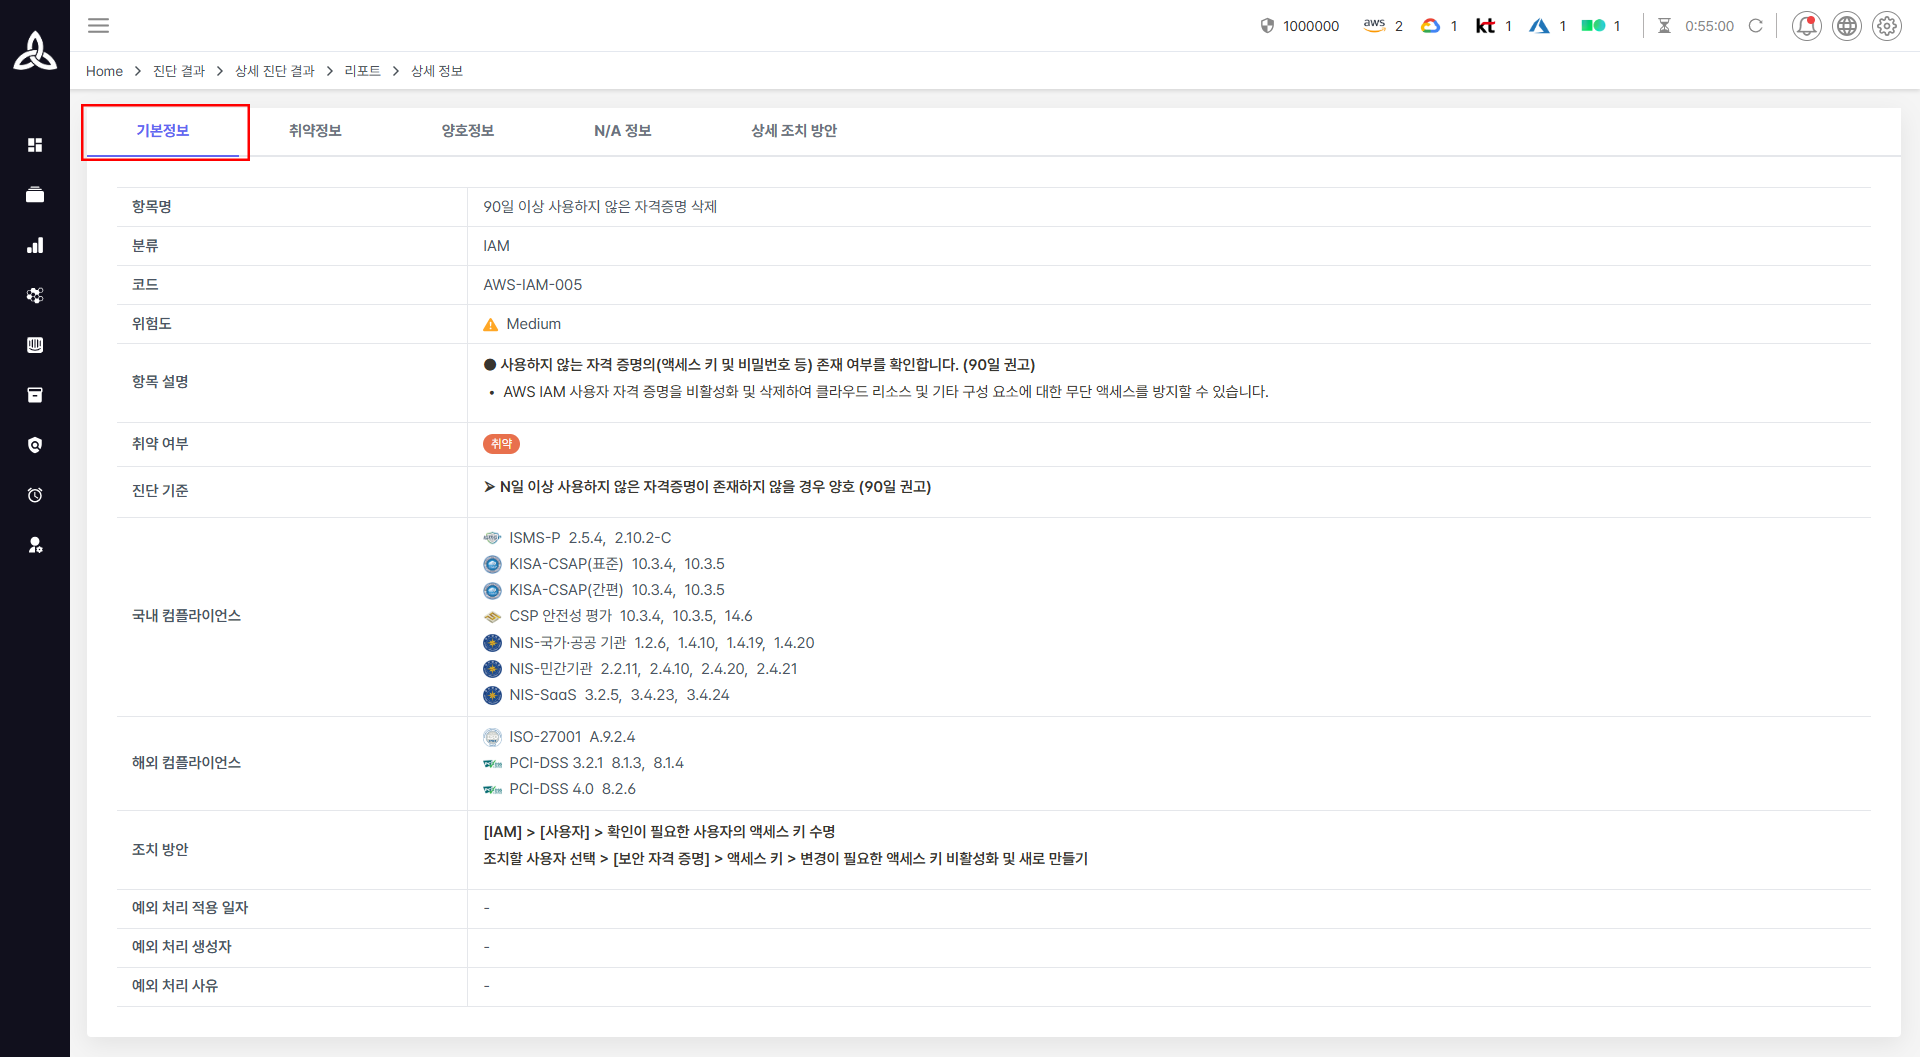 1000000 aws 2 1 kt 1 1 1 0:55:00
Home > 진단 결과 > 상세 진단 결과 > 리포트 > 상세 정보
기본정보 취약정보 양호정보 N/A 정보 상세 조치 방안
항목명 90일 이상 사용하지 않은 자격증명 삭제
분류 IAM
코드 AWS-IAM-005
위험도 Medium
항목 설명
● 사용하지 않는 자격 증명의(액세스 키 및 비밀번호 등) 존재 여부를 확인합니다. (90일 권고)
• AWS IAM 사용자 자격 증명을 비활성화 및 삭제하여 클라우드 리소스 및 기타 구성 요소에 대한 무단 액세스를 방지할 수 있습니다.
취약 여부 취약
진단 기준 ➤ N일 이상 사용하지 않은 자격증명이 존재하지 않을 경우 양호 (90일 권고)
국내 컴플라이언스
ISMS-P 2.5.4, 2.10.2-C
KISA-CSAP(표준) 10.3.4, 10.3.5
KISA-CSAP(간편) 10.3.4, 10.3.5
CSP 안전성 평가 10.3.4, 10.3.5, 14.6
NIS-국가·공공 기관 1.2.6, 1.4.10, 1.4.19, 1.4.20
NIS-민간기관 2.2.11, 2.4.10, 2.4.20, 2.4.21
NIS-SaaS 3.2.5, 3.4.23, 3.4.24
해외 컴플라이언스
ISO-27001 A.9.2.4
PCI-DSS 3.2.1 8.1.3, 8.1.4
PCI-DSS 4.0 8.2.6
조치 방안
[IAM] > [사용자] > 확인이 필요한 사용자의 액세스 키 수명
조치할 사용자 선택 > [보안 자격 증명] > 액세스 키 > 변경이 필요한 액세스 키 비활성화 및 새로 만들기
예외 처리 적용 일자 -
예외 처리 생성자 -
예외 처리 사유 -